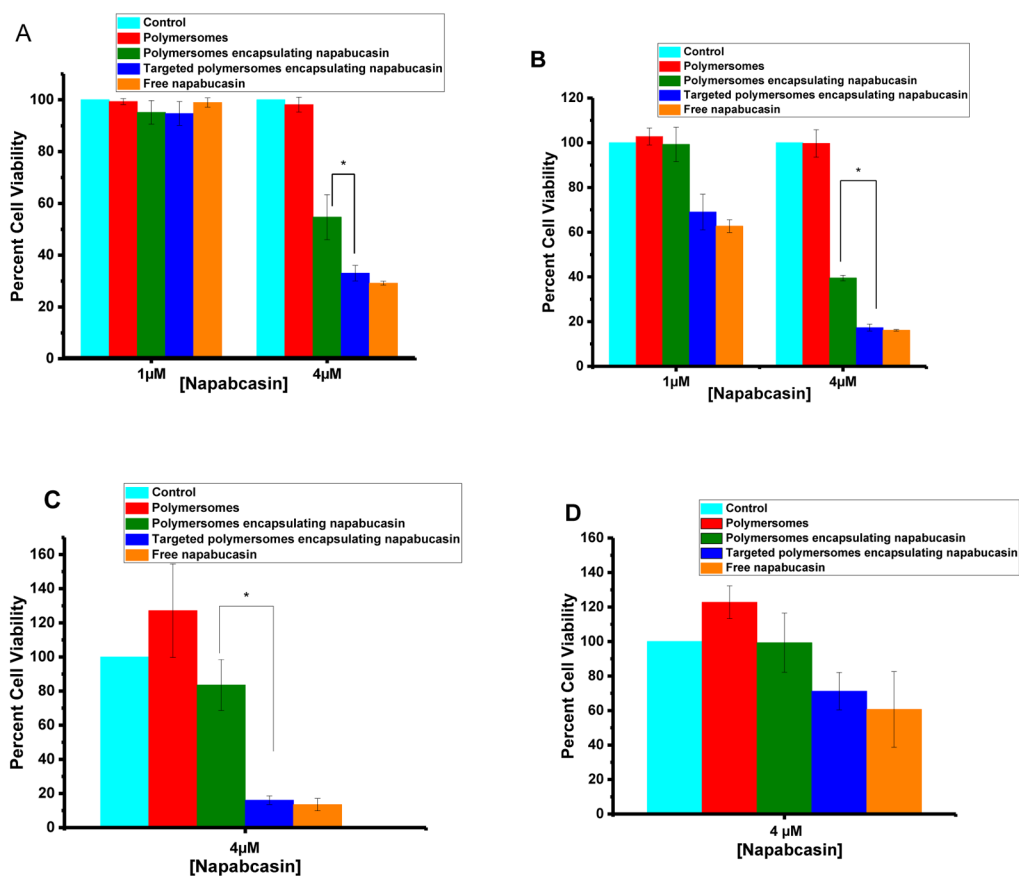 A
Control
Polymersomes
Polymersomes encapsulating napabucasin
Targeted polymersomes encapsulating napabucasin
Free napabucasin
Percent Cell Viability
100
80
60
40
20
0
*
1µM
4µM
[Napabcasin]
B
Control
Polymersomes
Polymersomes encapsulating napabucasin
Targeted polymersomes encapsulating napabucasin
Free napabucasin
Percent Cell Viability
120
100
80
60
40
20
0
*
1µM
4µM
[Napabcasin]
C
Control
Polymersomes
Polymersomes encapsulating napabucasin
Targeted polymersomes encapsulating napabucasin
Free napabucasin
Percent Cell Viability
160
140
120
100
80
60
40
20
0
*
4µM
[Napabcasin]
D
Control
Polymersomes
Polymersomes encapsulating napabucasin
Targeted polymersomes encapsulating napabucasin
Free napabucasin
Percent Cell Viability
160
140
120
100
80
60
40
20
0
4 µM
[Napabcasin]